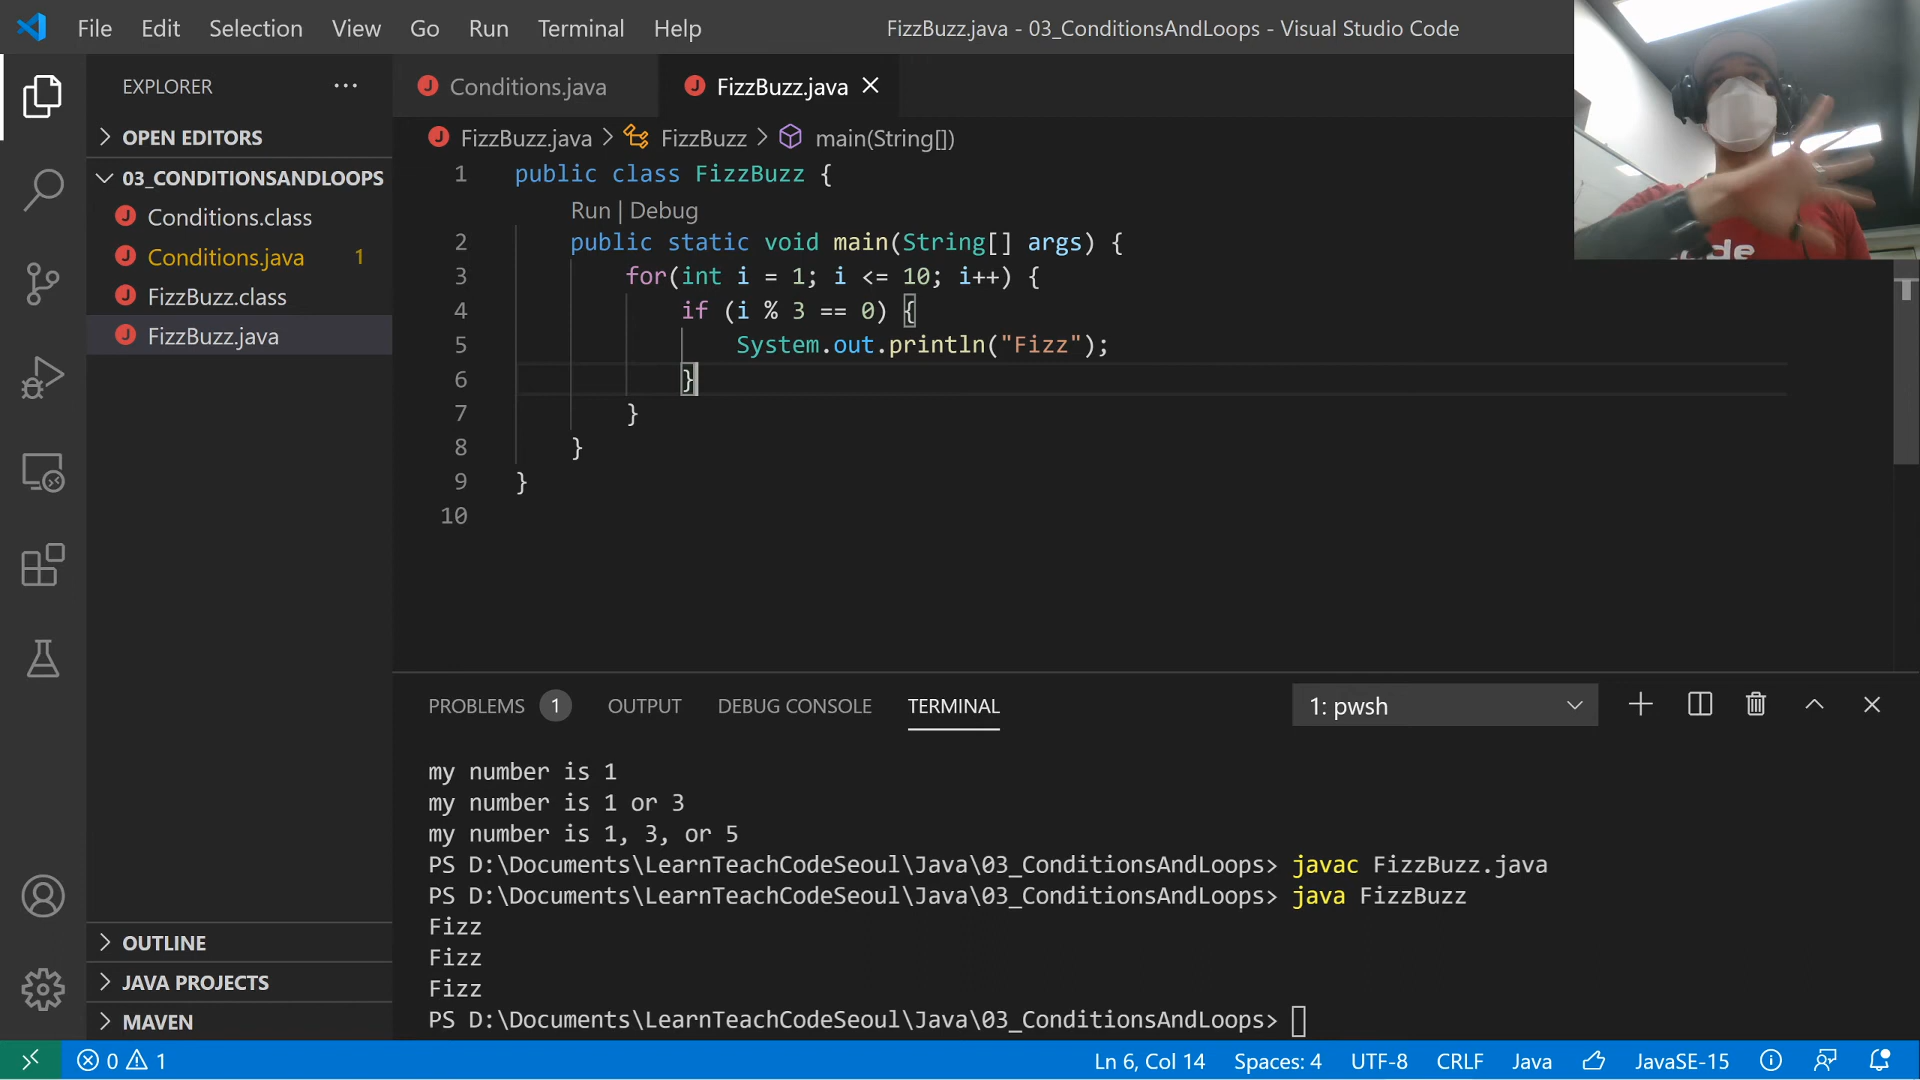 File Edit Selection View Go Run Terminal Help
FizzBuzz.java - 03_ConditionsAndLoops - Visual Studio Code
EXPLORER
OPEN EDITORS
03_CONDITIONSANDLOOPS
Conditions.class
Conditions.java 1
FizzBuzz.class
FizzBuzz.java
OUTLINE
JAVA PROJECTS
MAVEN
Conditions.java FizzBuzz.java
FizzBuzz.java > FizzBuzz > main(String[])
1 public class FizzBuzz {
Run | Debug
2 public static void main(String[] args) {
3 for(int i = 1; i <= 10; i++) {
4 if (i % 3 == 0) {
5 System.out.println("Fizz");
6 }
7 }
8 }
9 }
10
PROBLEMS 1 OUTPUT DEBUG CONSOLE TERMINAL 1: pwsh
my number is 1
my number is 1 or 3
my number is 1, 3, or 5
PS D:\Documents\LearnTeachCodeSeoul\Java\03_ConditionsAndLoops> javac FizzBuzz.java
PS D:\Documents\LearnTeachCodeSeoul\Java\03_ConditionsAndLoops> java FizzBuzz
Fizz
Fizz
Fizz
PS D:\Documents\LearnTeachCodeSeoul\Java\03_ConditionsAndLoops>
0 1 Ln 6, Col 14 Spaces: 4 UTF-8 CRLF Java JavaSE-15